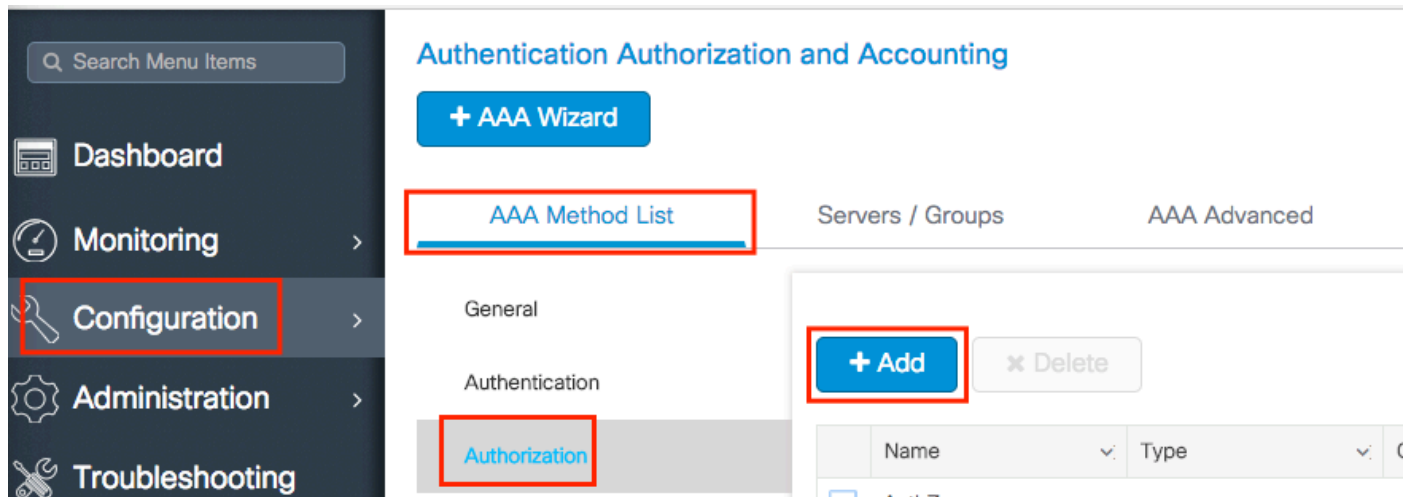 Search Menu Items
Dashboard
Monitoring
Configuration
Administration
Troubleshooting
Authentication Authorization and Accounting
+ AAA Wizard
AAA Method List
Servers / Groups
AAA Advanced
General
Authentication
Authorization
+ Add
× Delete
Name
Type